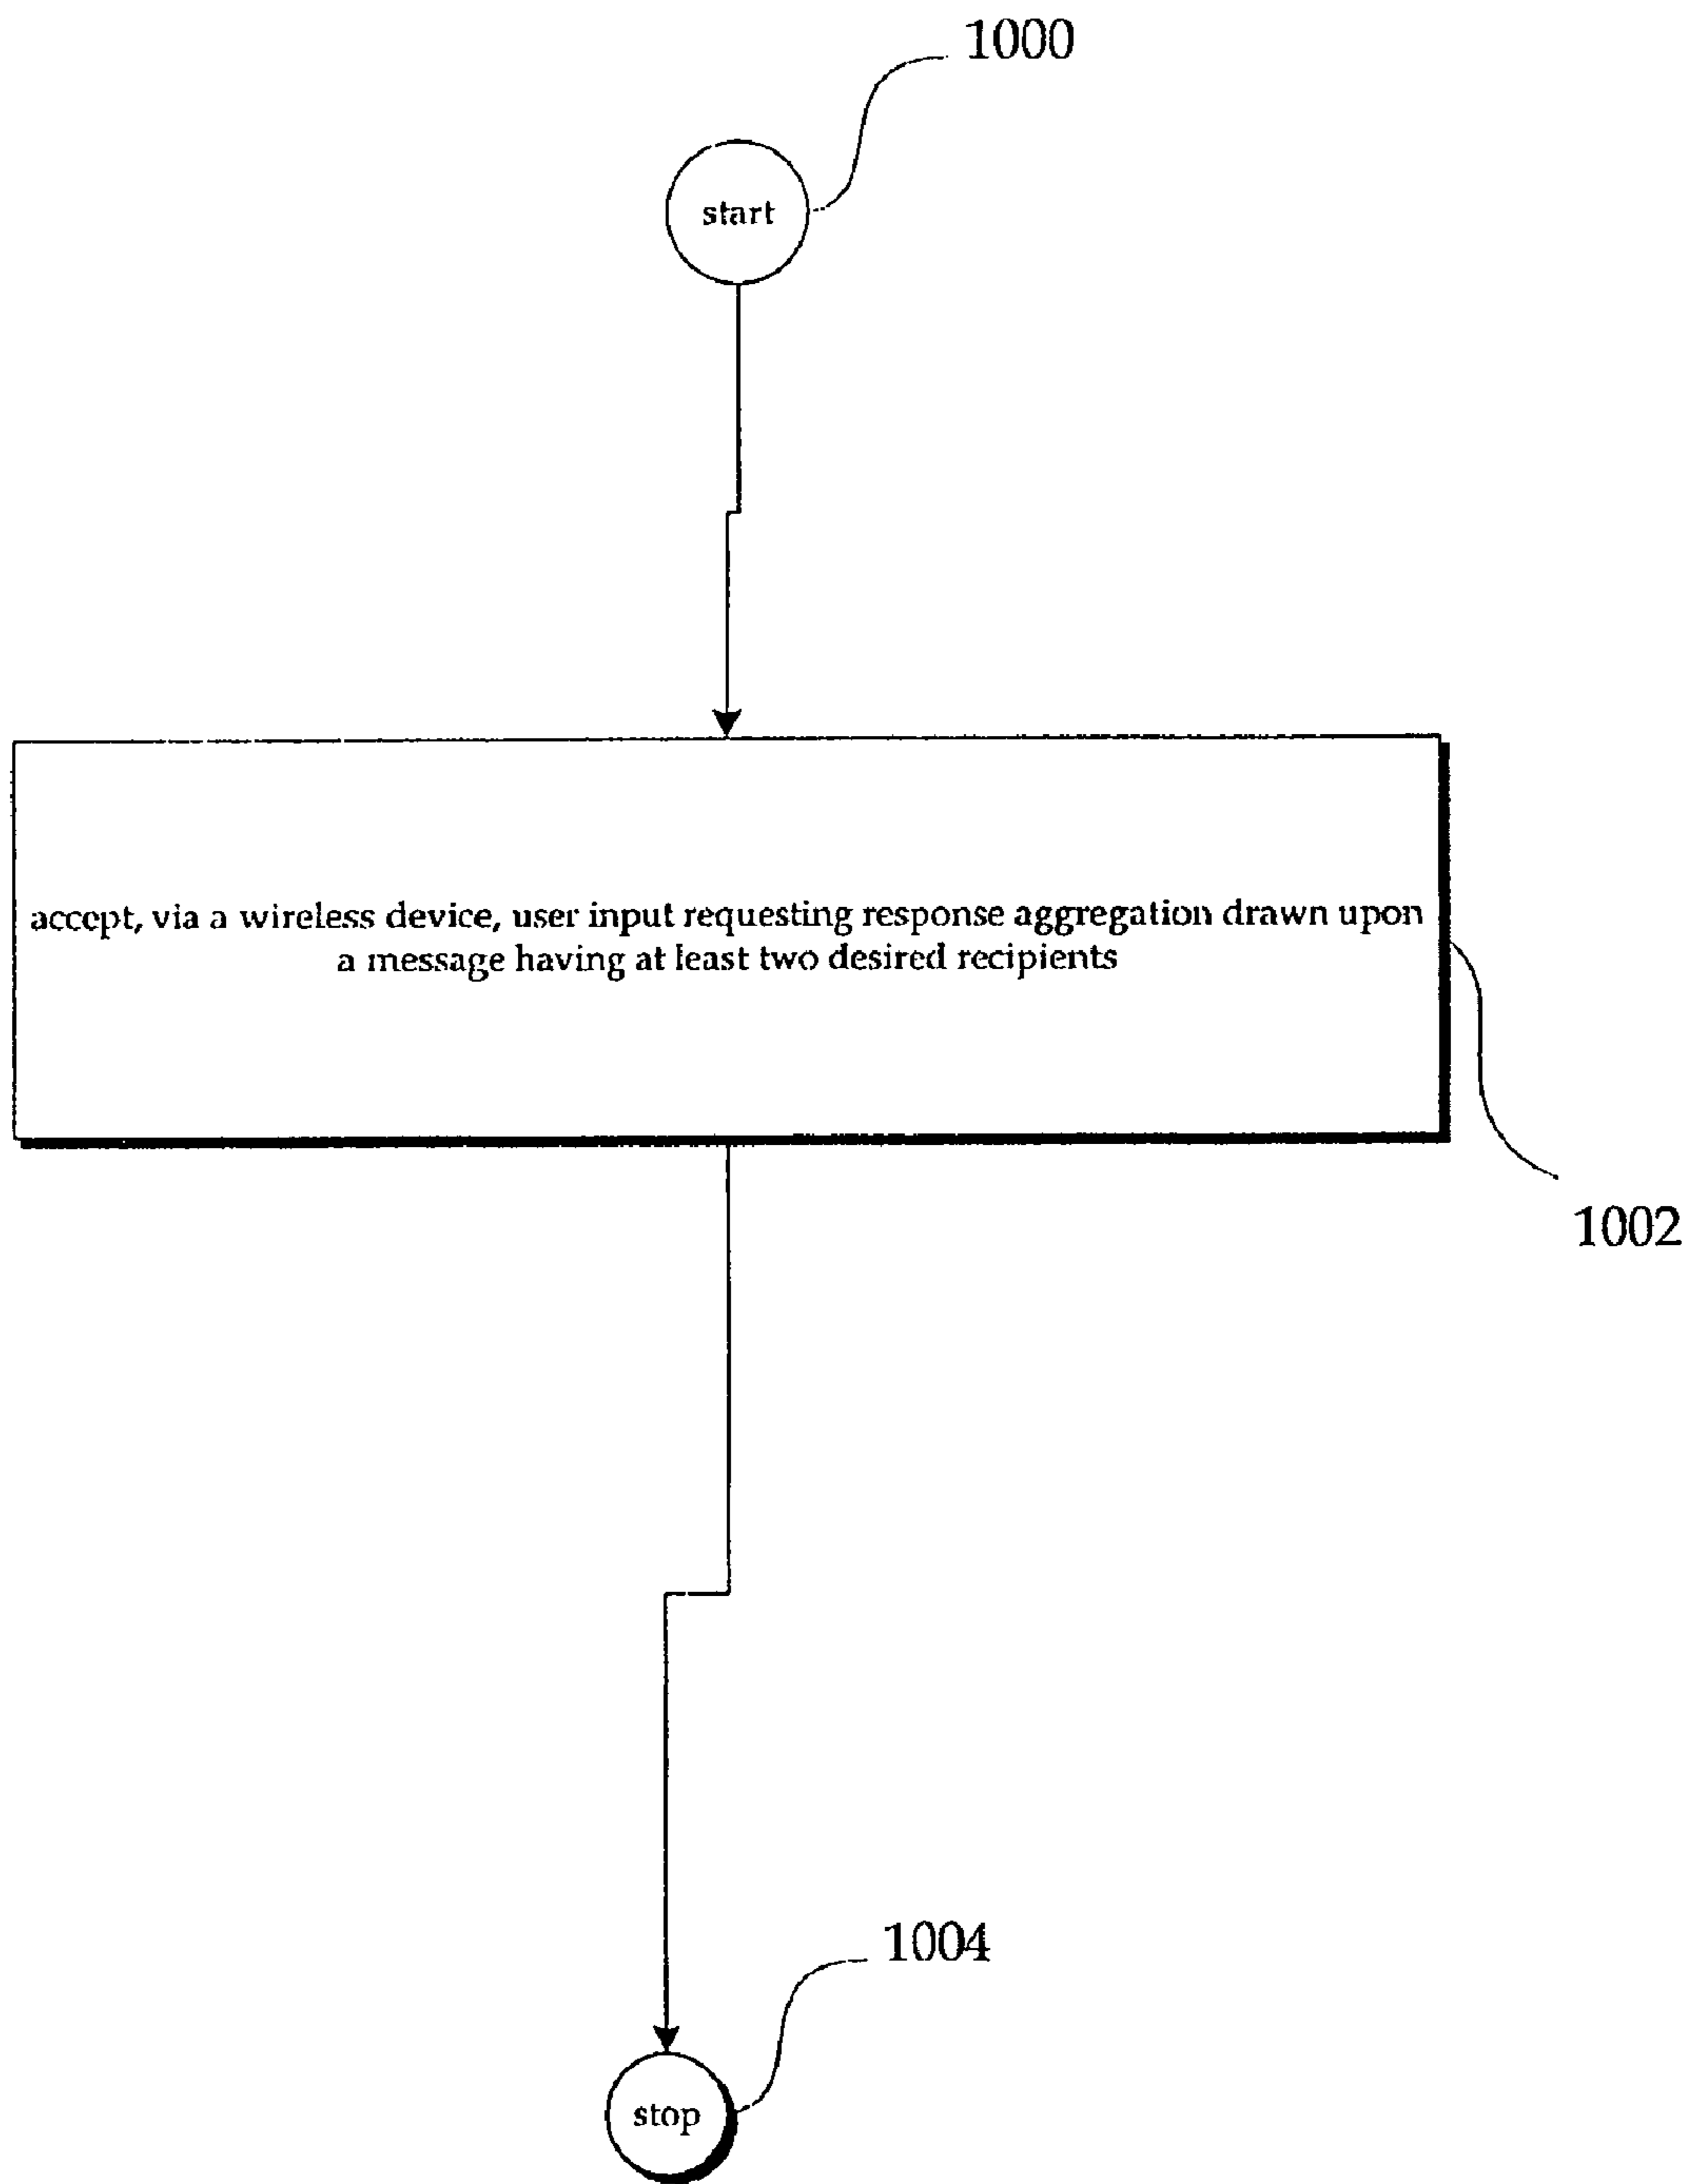 1000
start
accept, via a wireless device, user input requesting response aggregation drawn upon
a message having at least two desired recipients
1002
1004
stop